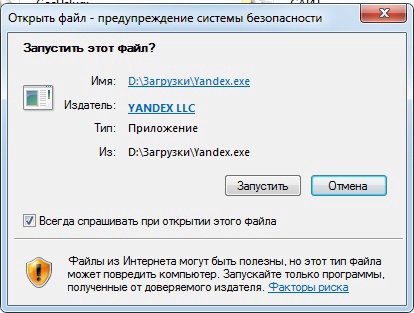 Открыть файл - предупреждение системы безопасности
Запустить этот файл?
Имя: D:\Загрузки\Yandex.exe
Издатель: YANDEX LLC
Тип: Приложение
Из: D:\Загрузки\Yandex.exe
Запустить Отмена
Всегда спрашивать при открытии этого файла
Файлы из Интернета могут быть полезны, но этот тип файла
может повредить компьютер. Запускайте только программы,
полученные от доверяемого издателя. Факторы риска